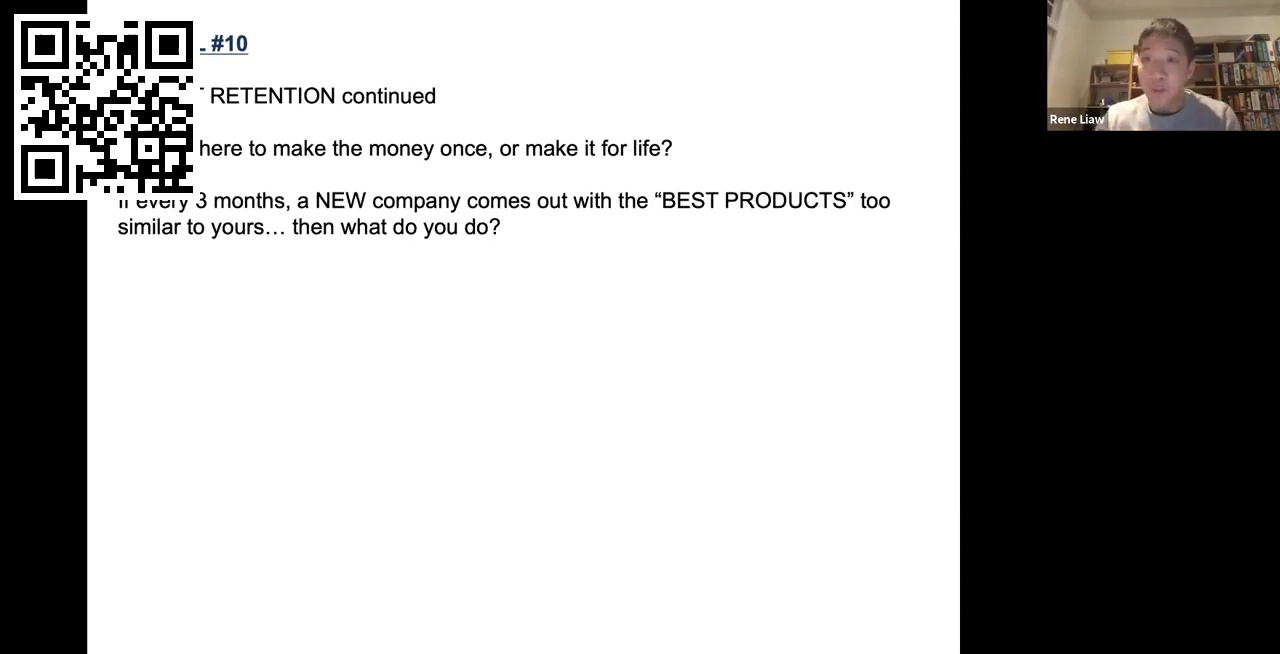 #10
RETENTION continued
here to make the money once, or make it for life?
If every 3 months, a NEW company comes out with the “BEST PRODUCTS” too
similar to yours… then what do you do?
Rene Liaw